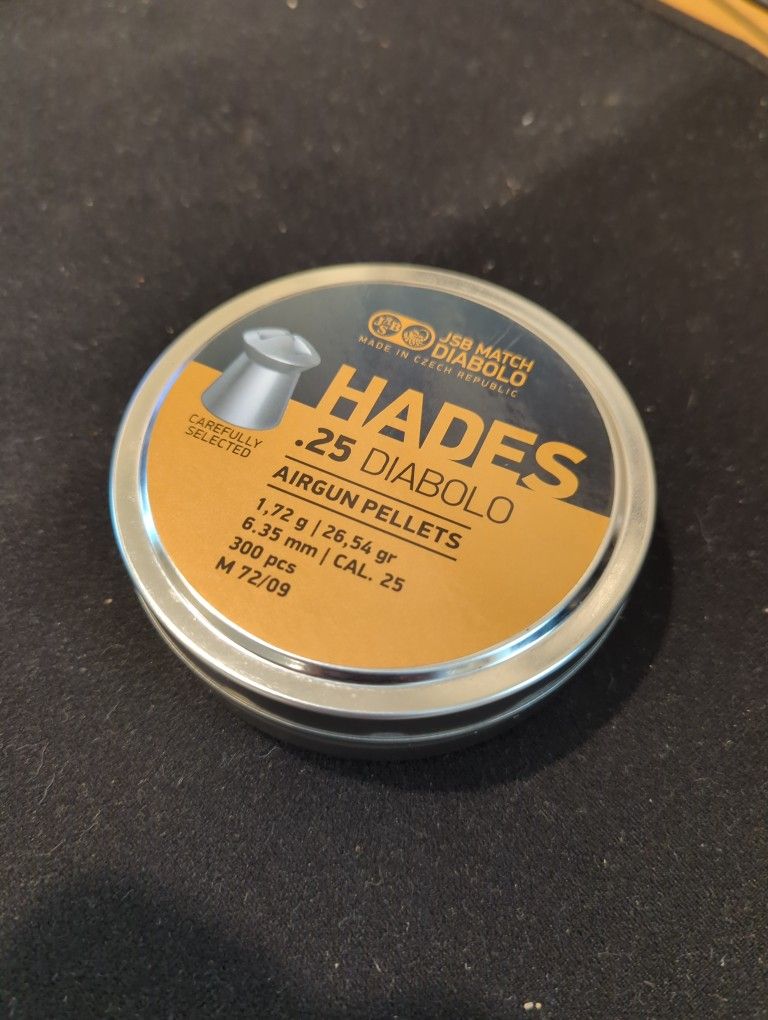 JSB MATCH
DIABOLO
MADE IN CZECH REPUBLIC
HADES
.25 DIABOLO
AIRGUN PELLETS
CAREFULLY
SELECTED
1,72 g | 26,54 gr
6.35 mm | CAL. 25
300 pcs
M 72/09